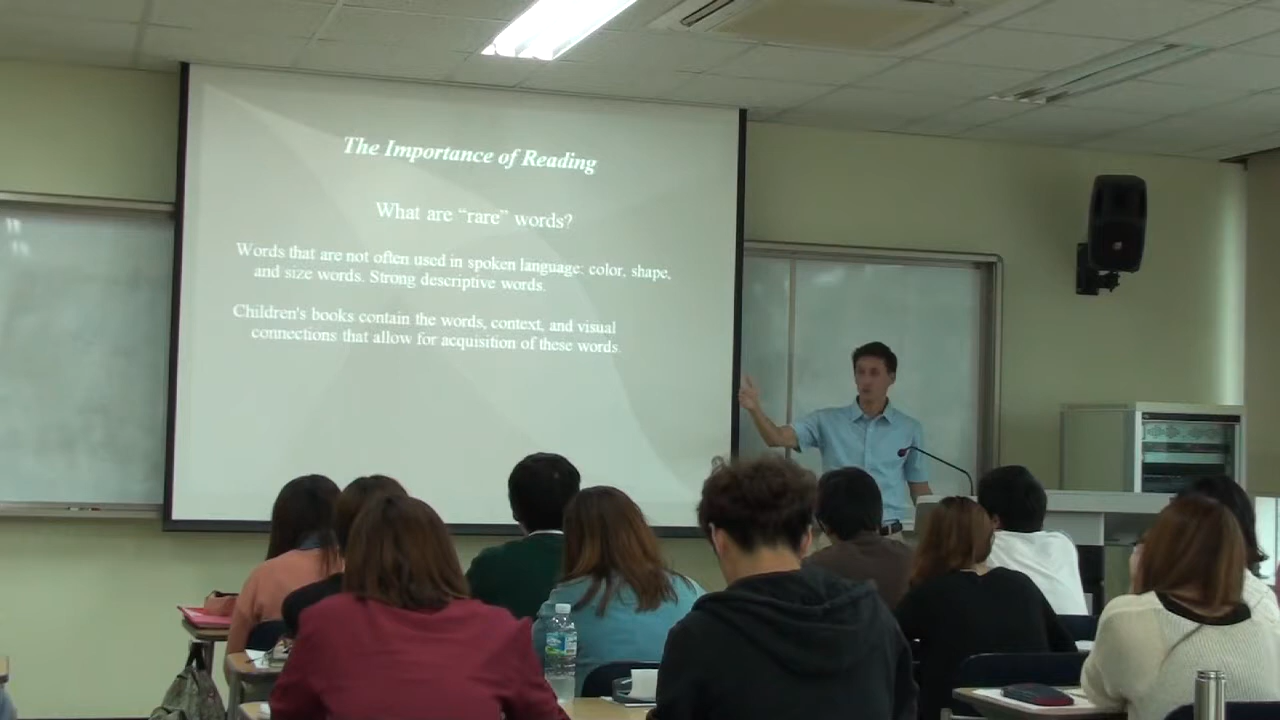 The Importance of Reading
What are “rare” words?
Words that are not often used in spoken language: color, shape,
and size words. Strong descriptive words.
Children's books contain the words, context, and visual
connections that allow for acquisition of these words.